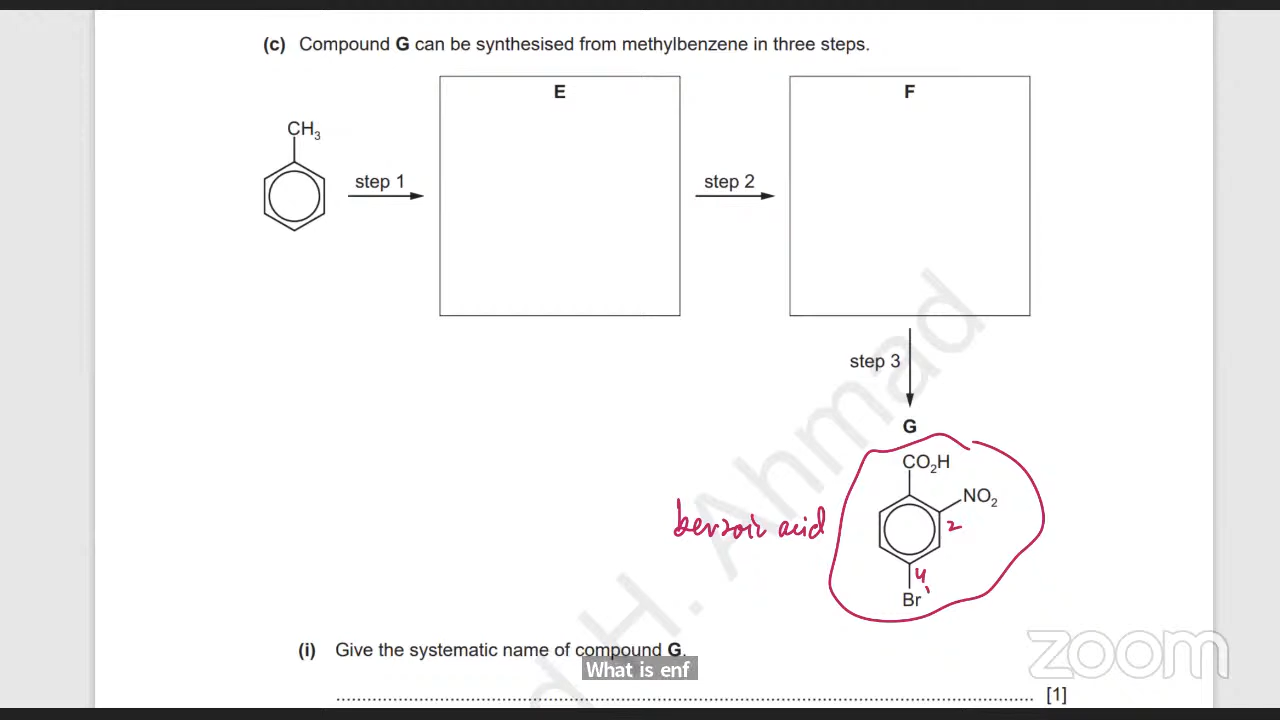 (c) Compound G can be synthesised from methylbenzene in three steps.
E
F
CH3
step 1
step 2
step 3
G
CO2H
NO2
benzoic acid
2
4
Br
H. Ahmad
(i) Give the systematic name of compound G.
What is enf
zoom
[1]